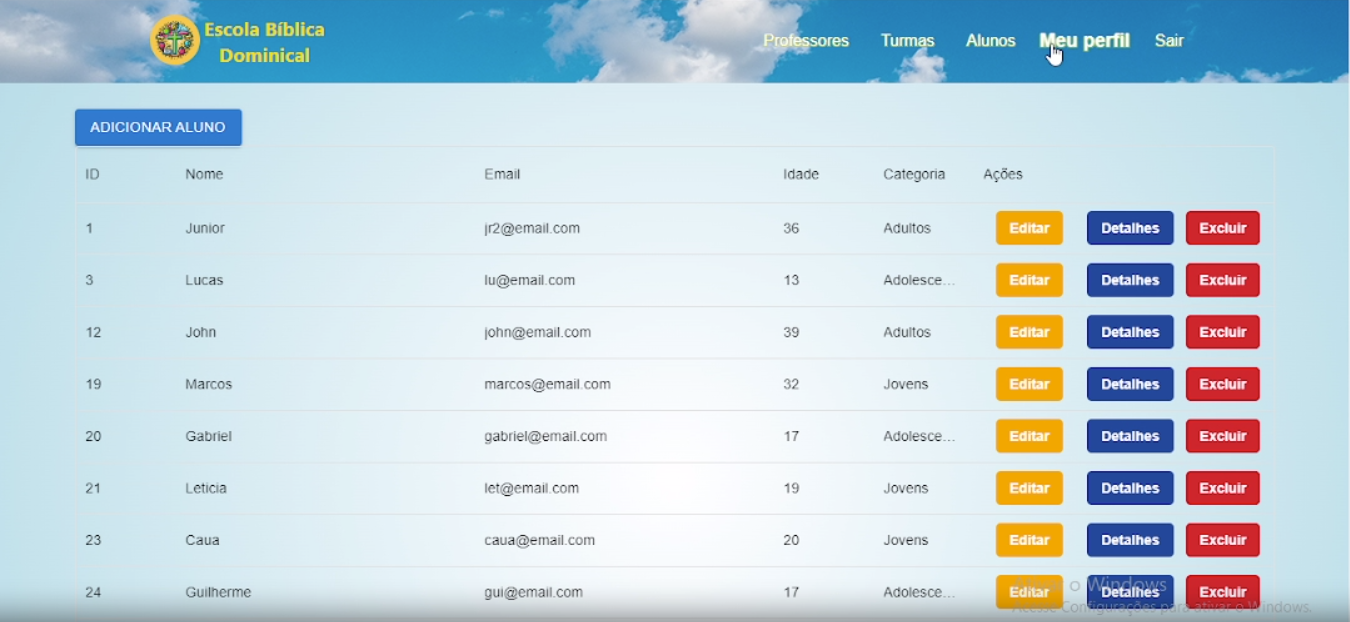 Escola Bíblica
Dominical
Professores Turmas Alunos Meu perfil Sair
ADICIONAR ALUNO
ID Nome Email Idade Categoria Ações
1 Junior jr2@email.com 36 Adultos Editar Detalhes Excluir
3 Lucas lu@email.com 13 Adolesce... Editar Detalhes Excluir
12 John john@email.com 39 Adultos Editar Detalhes Excluir
19 Marcos marcos@email.com 32 Jovens Editar Detalhes Excluir
20 Gabriel gabriel@email.com 17 Adolesce... Editar Detalhes Excluir
21 Leticia let@email.com 19 Jovens Editar Detalhes Excluir
23 Caua caua@email.com 20 Jovens Editar Detalhes Excluir
24 Guilherme gui@email.com 17 Adolesce... Editar Detalhes Excluir
Ativar o Windows
Acesse Configurações para ativar o Windows.